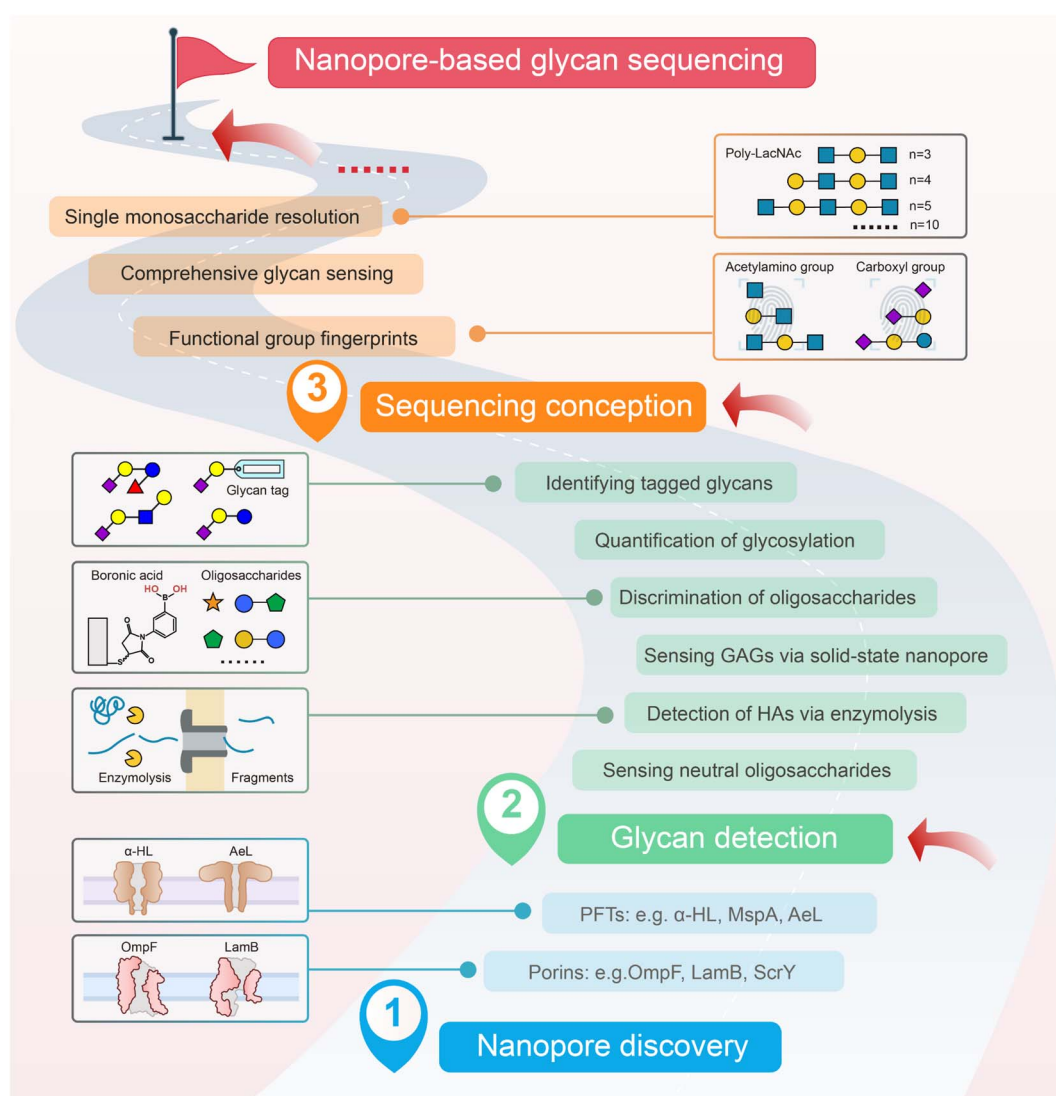 Nanopore-based glycan sequencing
Poly-LacNAc
n=3
n=4
n=5
n=10
Single monosaccharide resolution
Comprehensive glycan sensing
Acetylamino group
Carboxyl group
Functional group fingerprints
3
Sequencing conception
Glycan tag
Identifying tagged glycans
Quantification of glycosylation
Boronic acid
Oligosaccharides
HO
OH
B
O
N
S
O
Discrimination of oligosaccharides
Sensing GAGs via solid-state nanopore
Enzymolysis
Fragments
Detection of HAs via enzymolysis
Sensing neutral oligosaccharides
2
Glycan detection
α-HL
AeL
PFTs: e.g. α-HL, MspA, AeL
OmpF
LamB
Porins: e.g.OmpF, LamB, ScrY
1
Nanopore discovery